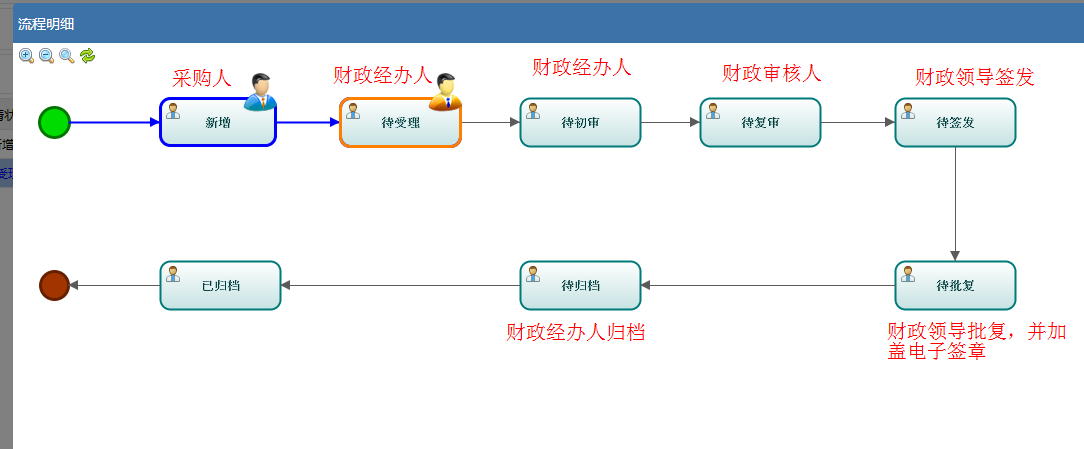 流程明细
采购人
财政经办人
财政经办人
财政审核人
财政领导签发
新增
待受理
待初审
待复审
待签发
已归档
待归档
待批复
财政经办人归档
财政领导批复，并加
盖电子签章